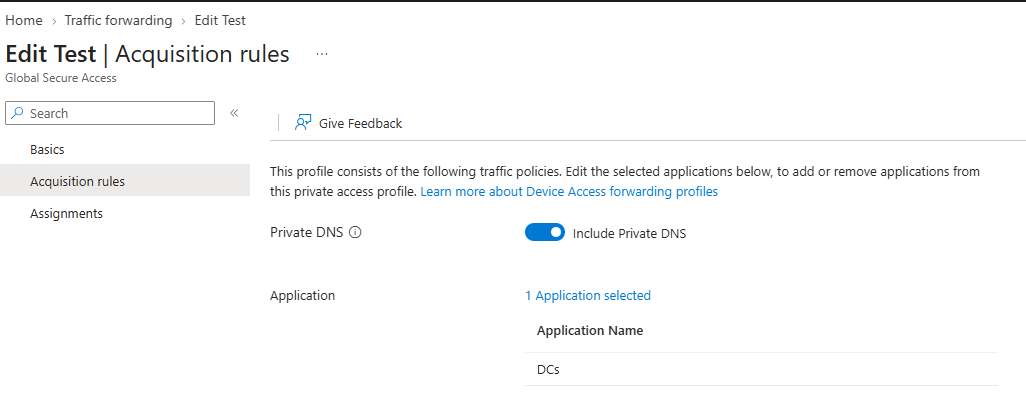 Home > Traffic forwarding > Edit Test
Edit Test | Acquisition rules ...
Global Secure Access
Search «
Give Feedback
Basics
Acquisition rules
Assignments
This profile consists of the following traffic policies. Edit the selected applications below, to add or remove applications from
this private access profile. Learn more about Device Access forwarding profiles
Private DNS Include Private DNS
Application 1 Application selected
Application Name
DCs